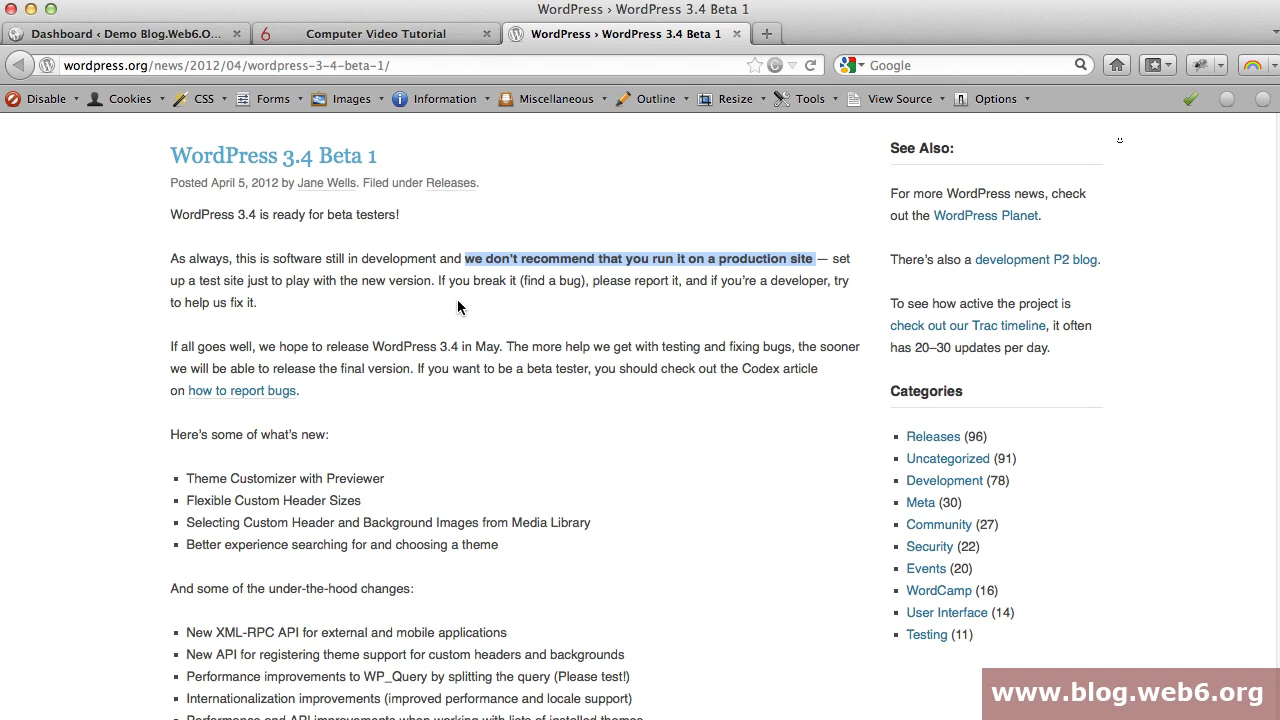 WordPress › WordPress 3.4 Beta 1
Dashboard ‹ Demo Blog.Web6.O...
Computer Video Tutorial
WordPress › WordPress 3.4 Beta 1
wordpress.org/news/2012/04/wordpress-3-4-beta-1/
Google
Disable Cookies CSS Forms Images Information Miscellaneous Outline Resize Tools View Source Options
WordPress 3.4 Beta 1
Posted April 5, 2012 by Jane Wells. Filed under Releases.
WordPress 3.4 is ready for beta testers!
As always, this is software still in development and we don't recommend that you run it on a production site — set
up a test site just to play with the new version. If you break it (find a bug), please report it, and if you're a developer, try
to help us fix it.
If all goes well, we hope to release WordPress 3.4 in May. The more help we get with testing and fixing bugs, the sooner
we will be able to release the final version. If you want to be a beta tester, you should check out the Codex article
on how to report bugs.
Here's some of what's new:
Theme Customizer with Previewer
Flexible Custom Header Sizes
Selecting Custom Header and Background Images from Media Library
Better experience searching for and choosing a theme
And some of the under-the-hood changes:
New XML-RPC API for external and mobile applications
New API for registering theme support for custom headers and backgrounds
Performance improvements to WP_Query by splitting the query (Please test!)
Internationalization improvements (improved performance and locale support)
Performance and API improvements when working with lists of installed themes
See Also:
For more WordPress news, check
out the WordPress Planet.
There's also a development P2 blog.
To see how active the project is
check out our Trac timeline, it often
has 20–30 updates per day.
Categories
Releases (96)
Uncategorized (91)
Development (78)
Meta (30)
Community (27)
Security (22)
Events (20)
WordCamp (16)
User Interface (14)
Testing (11)
www.blog.web6.org